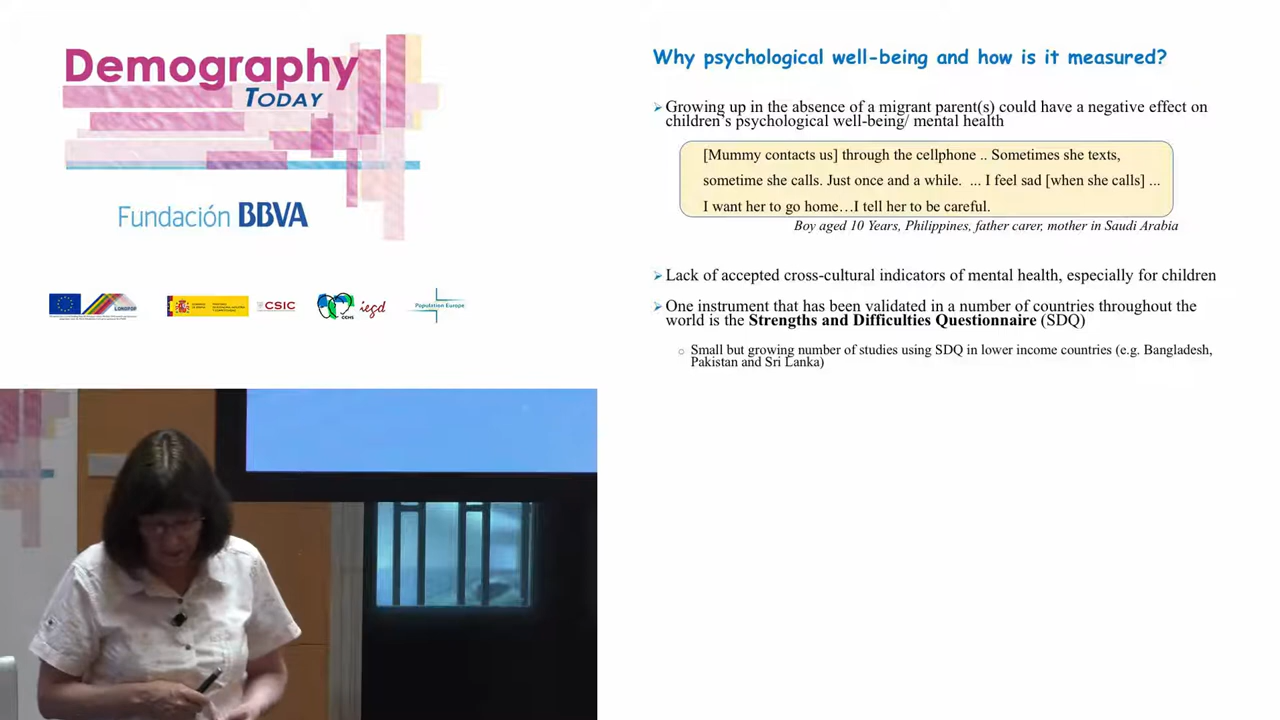 Demography
TODAY
Fundación BBVA
CSIC
CCHS
iegd
Population Europe
Why psychological well-being and how is it measured?
Growing up in the absence of a migrant parent(s) could have a negative effect on
children's psychological well-being/ mental health
[Mummy contacts us] through the cellphone .. Sometimes she texts,
sometime she calls. Just once and a while. ... I feel sad [when she calls] ...
I want her to go home…I tell her to be careful.
Boy aged 10 Years, Philippines, father carer, mother in Saudi Arabia
Lack of accepted cross-cultural indicators of mental health, especially for children
One instrument that has been validated in a number of countries throughout the
world is the Strengths and Difficulties Questionnaire (SDQ)
Small but growing number of studies using SDQ in lower income countries (e.g. Bangladesh,
Pakistan and Sri Lanka)